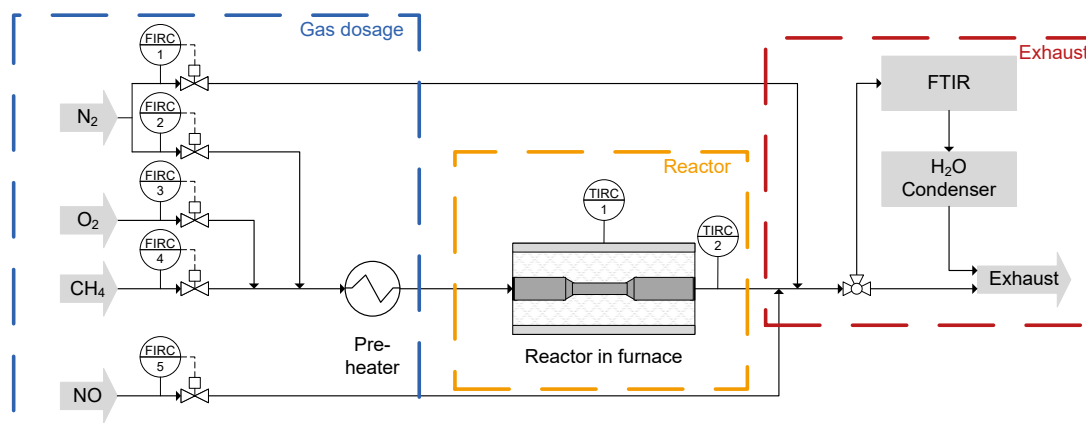 Gas dosage
Exhaust
FIRC
1
FTIR
N₂
FIRC
2
Reactor
H₂O
Condenser
FIRC
3
TIRC
1
O₂
TIRC
2
FIRC
4
CH₄
Exhaust
Pre-
heater
Reactor in furnace
FIRC
5
NO